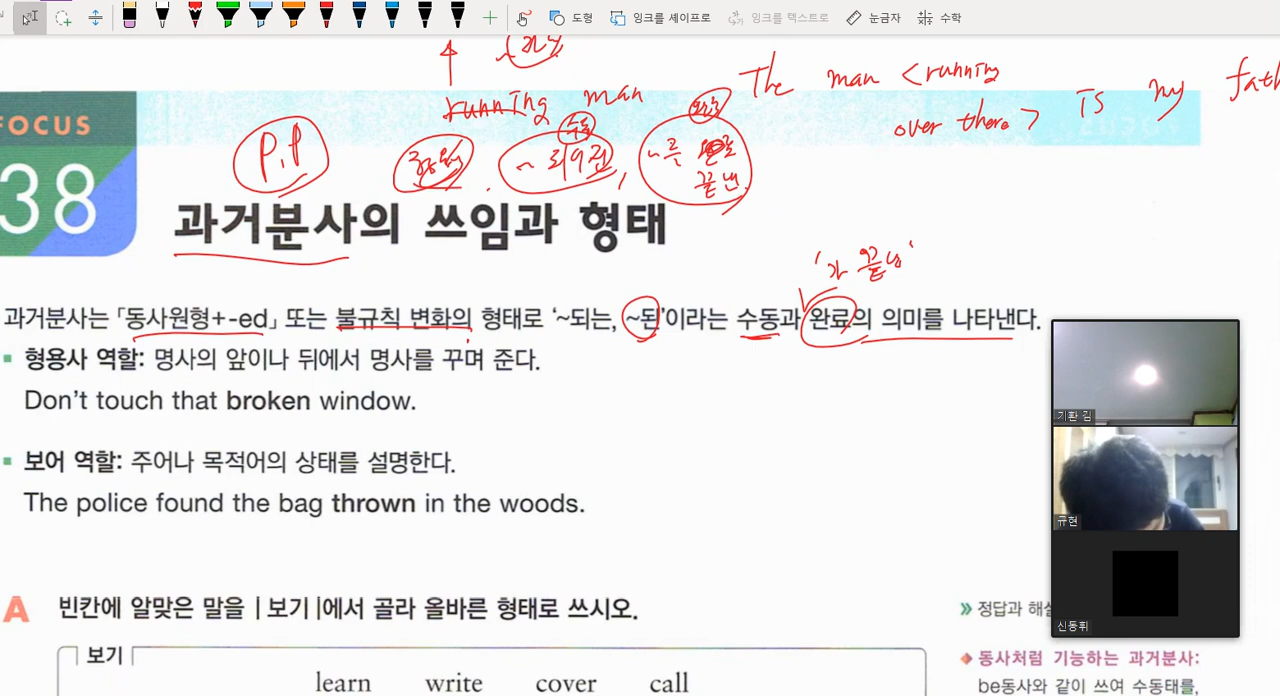 도형 잉크를 셰이프로 잉크를 텍스트로 눈금자 수학
running man
The man <running
over there> is my fath
P.P
수동
~되어진
FOCUS
38
과거분사의 쓰임과 형태
과거분사는 「동사원형+-ed」 또는 불규칙 변화의 형태로 ‘~되는, ~된’이라는 수동과 완료의 의미를 나타낸다.
형용사 역할: 명사의 앞이나 뒤에서 명사를 꾸며 준다.
Don’t touch that broken window.
보어 역할: 주어나 목적어의 상태를 설명한다.
The police found the bag thrown in the woods.
A 빈칸에 알맞은 말을 | 보기 |에서 골라 올바른 형태로 쓰시오.
보기
learn write cover call
정답과 해설
동사처럼 기능하는 과거분사:
be동사와 같이 쓰여 수동태를,
기환 김
규현
신동휘